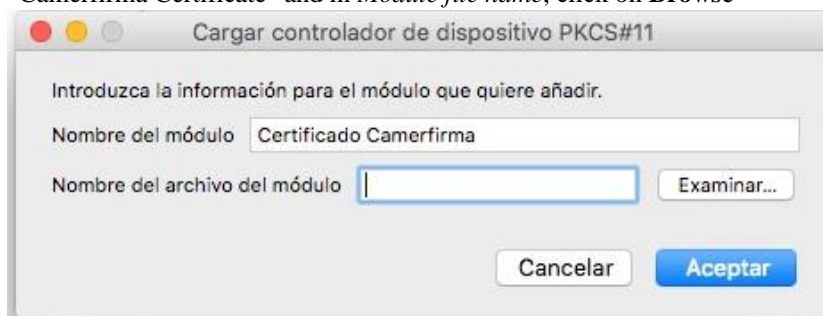 "Camerfirma Certificate" and in Module file name, click on Browse
Cargar controlador de dispositivo PKCS#11
Introduzca la información para el módulo que quiere añadir.
Nombre del módulo Certificado Camerfirma
Nombre del archivo del módulo Examinar...
Cancelar Aceptar